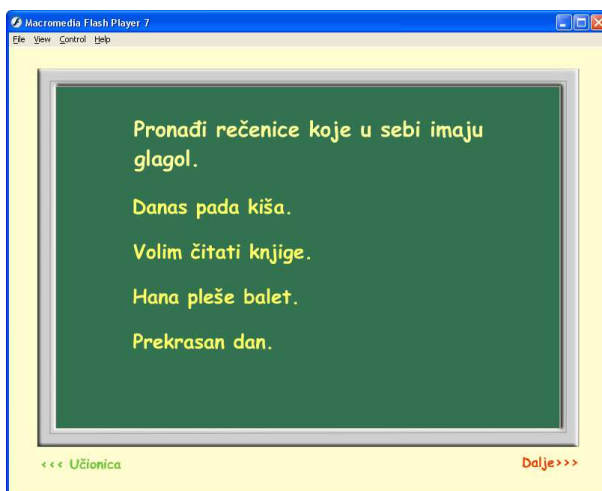 Macromedia Flash Player 7
File View Control Help
Pronađi rečenice koje u sebi imaju
glagol.
Danas pada kiša.
Volim čitati knjige.
Hana pleše balet.
Prekrasan dan.
<<< Učionica
Dalje>>>